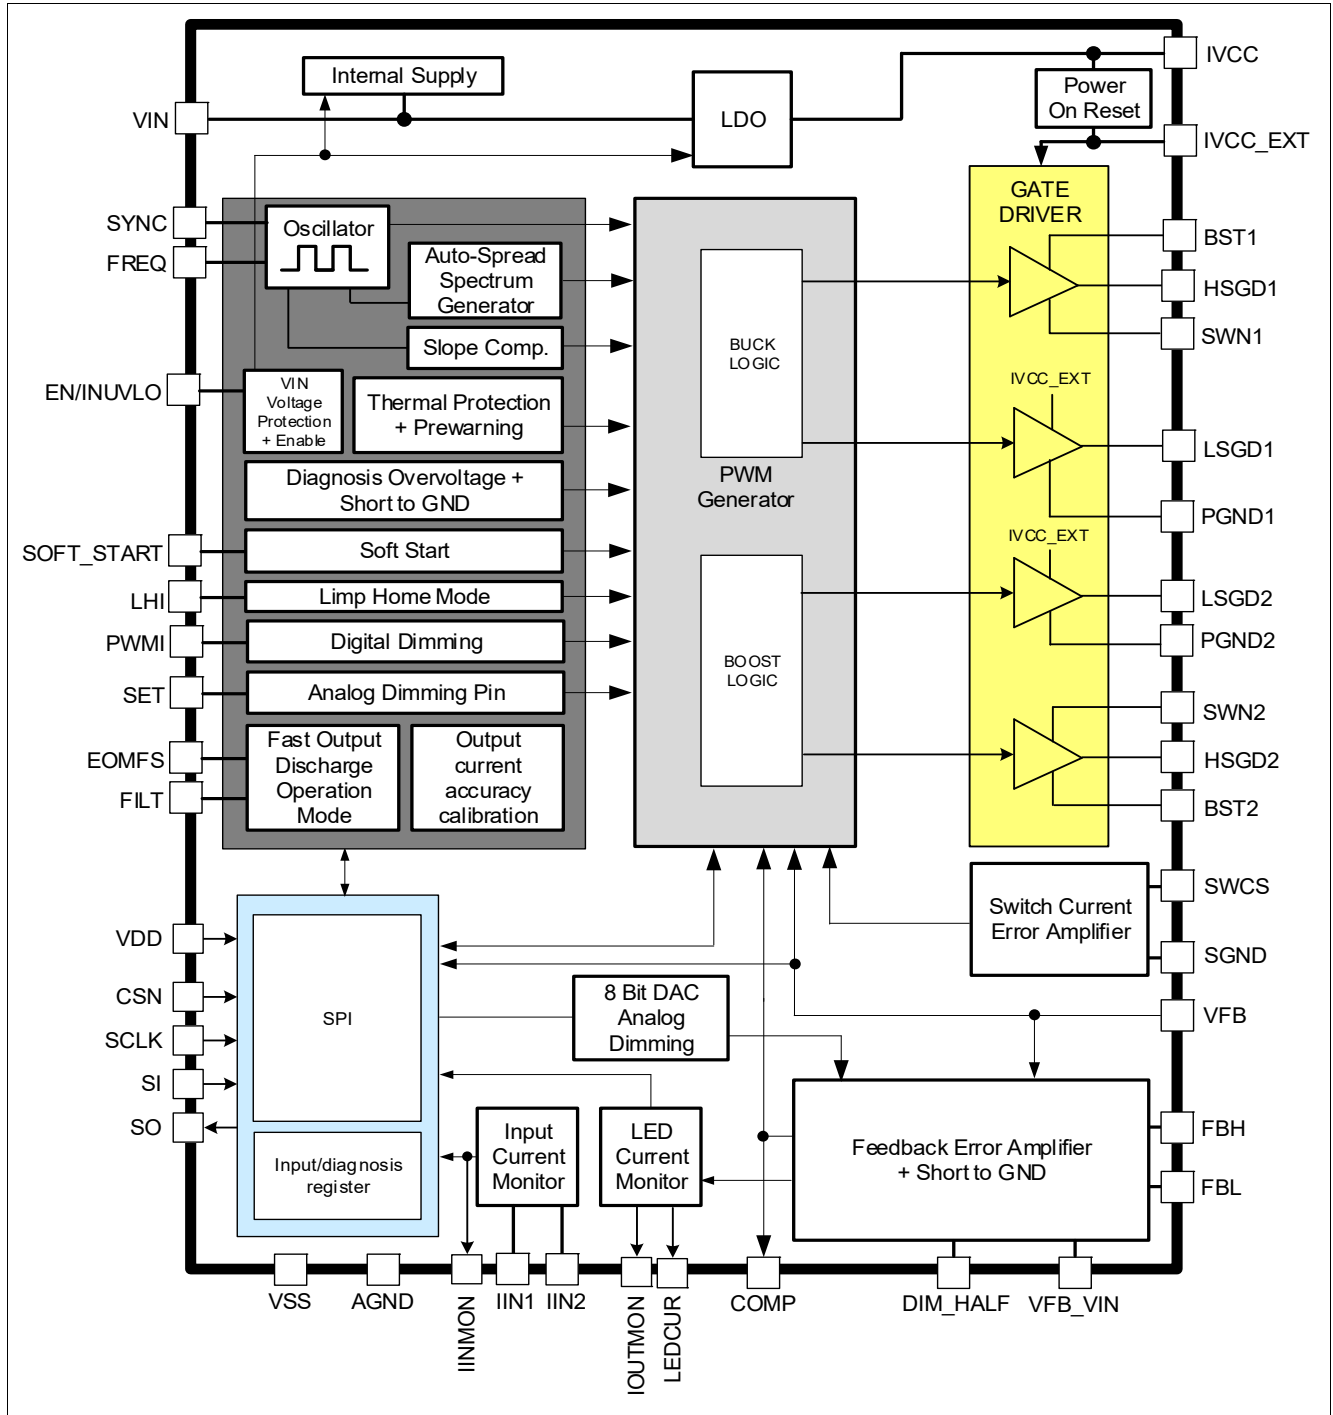 Internal Supply
VIN
LDO
IVCC
Power
On Reset
IVCC_EXT
SYNC
FREQ
Oscillator
Auto-Spread
Spectrum
Generator
Slope Comp.
EN/INUVLO
VIN
Voltage
Protection
+ Enable
Thermal Protection
+ Prewarning
Diagnosis Overvoltage +
Short to GND
SOFT_START
Soft Start
LHI
Limp Home Mode
PWMI
Digital Dimming
SET
Analog Dimming Pin
EOMFS
FILT
Fast Output
Discharge
Operation
Mode
Output
current
accuracy
calibration
BUCK
LOGIC
PWM
Generator
BOOST
LOGIC
GATE
DRIVER
IVCC_EXT
IVCC_EXT
BST1
HSGD1
SWN1
LSGD1
PGND1
LSGD2
PGND2
SWN2
HSGD2
BST2
Switch Current
Error Amplifier
SWCS
SGND
VFB
VDD
CSN
SCLK
SI
SO
SPI
Input/diagnosis
register
8 Bit DAC
Analog
Dimming
Input
Current
Monitor
LED
Current
Monitor
Feedback Error Amplifier
+ Short to GND
FBH
FBL
VSS
AGND
IINMON
IIN1
IIN2
IOUTMON
LEDCUR
COMP
DIM_HALF
VFB_VIN